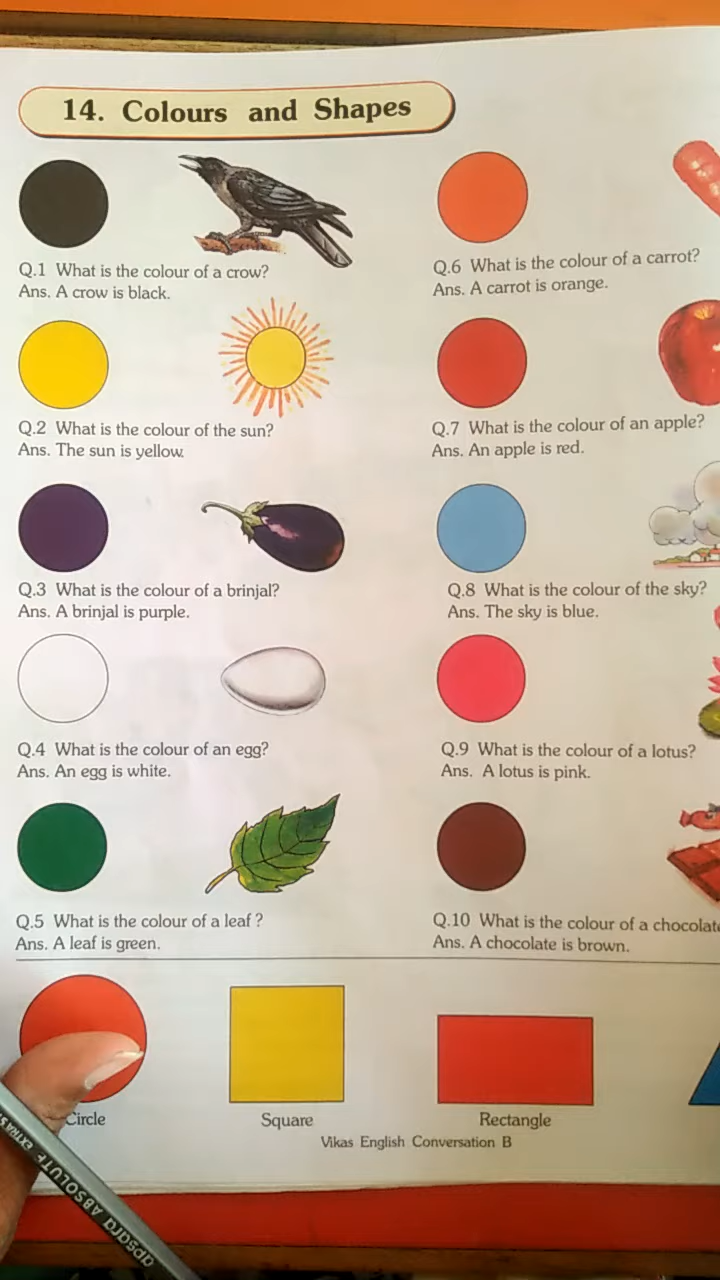 14. Colours and Shapes
Q.1 What is the colour of a crow?
Ans. A crow is black.
Q.2 What is the colour of the sun?
Ans. The sun is yellow.
Q.3 What is the colour of a brinjal?
Ans. A brinjal is purple.
Q.4 What is the colour of an egg?
Ans. An egg is white.
Q.5 What is the colour of a leaf ?
Ans. A leaf is green.
Q.6 What is the colour of a carrot?
Ans. A carrot is orange.
Q.7 What is the colour of an apple?
Ans. An apple is red.
Q.8 What is the colour of the sky?
Ans. The sky is blue.
Q.9 What is the colour of a lotus?
Ans. A lotus is pink.
Q.10 What is the colour of a chocolat
Ans. A chocolate is brown.
Circle
Square
Rectangle
Vikas English Conversation B
apsara ABSOLUTE